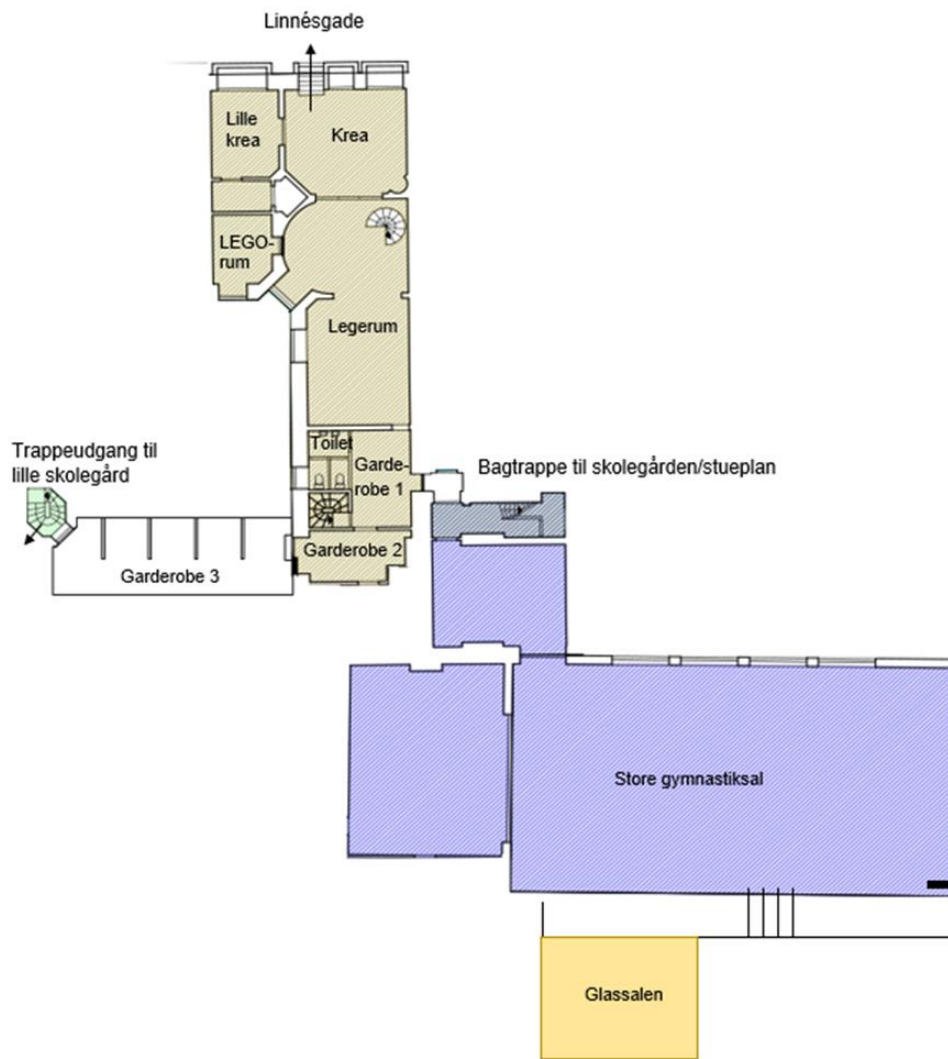 Linnésgade
Lille
krea
Krea
LEGO-
rum
Legerum
Trappeudgang til
lille skolegård
Toilet
Garde-
robe 1
Bagtrappe til skolegården/stueplan
Garderobe 2
Garderobe 3
Store gymnastiksal
Glassalen